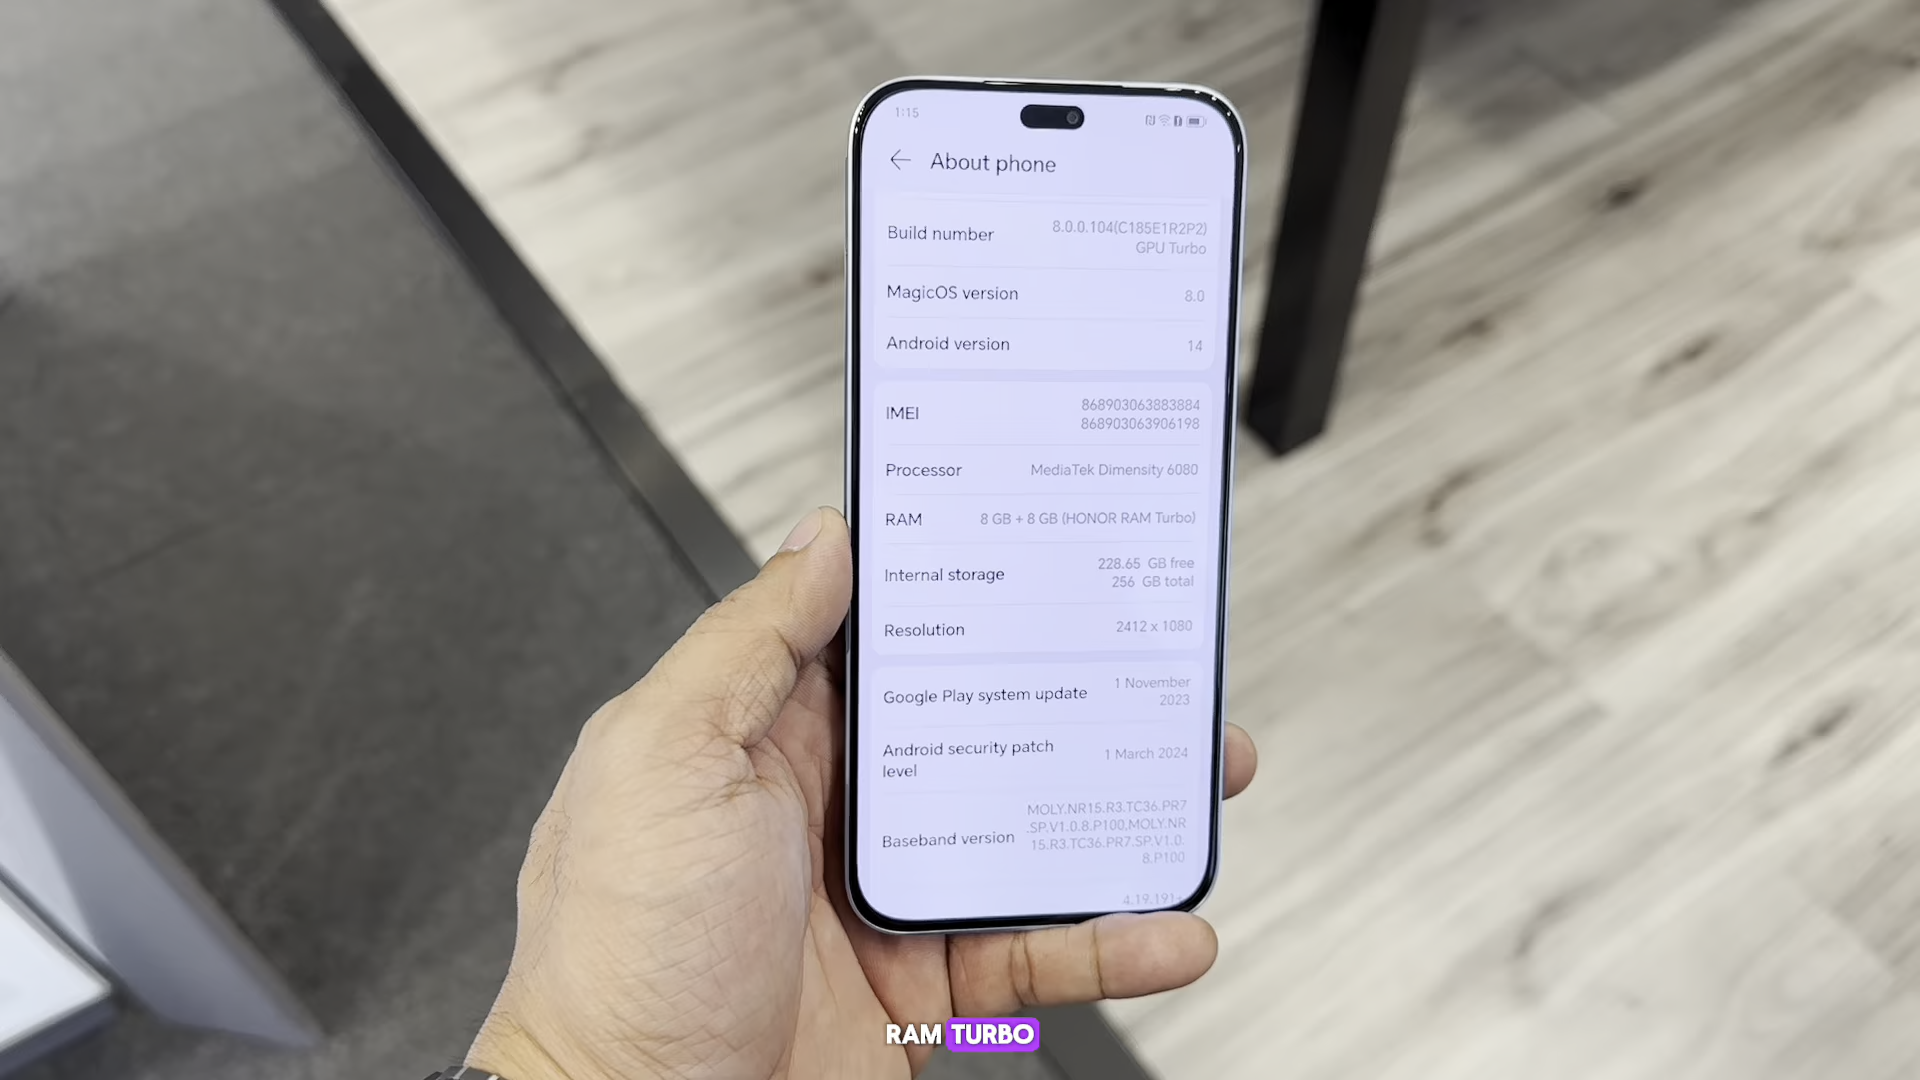 1:15
About phone
Build number
8.0.0.104(C185E1R2P2)
GPU Turbo
MagicOS version
8.0
Android version
14
IMEI
868903063883884
868903063906198
Processor
MediaTek Dimensity 6080
RAM
8 GB + 8 GB (HONOR RAM Turbo)
Internal storage
228.65 GB free
256 GB total
Resolution
2412 x 1080
Google Play system update
1 November
2023
Android security patch
level
1 March 2024
Baseband version
MOLY.NR15.R3.TC36.PR7
.SP.V1.0.8.P100,MOLY.NR
15.R3.TC36.PR7.SP.V1.0.
8.P100
RAM TURBO